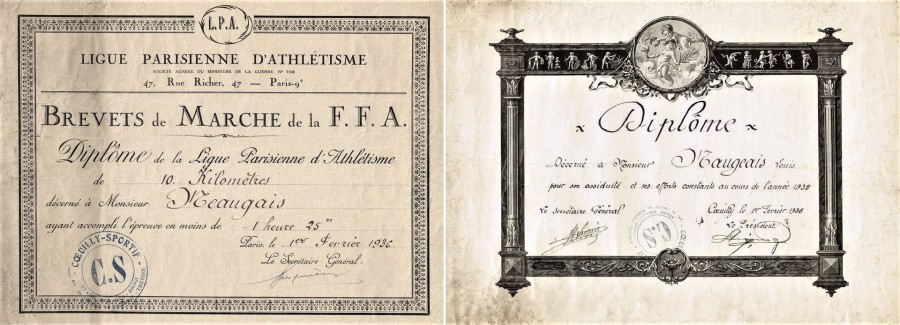 L.P.A.
LIGUE PARISIENNE D'ATHLÉTISME
SOCIÉTÉ AGRÉÉE DU MINISTÈRE DE LA GUERRE Nº
47, Rue Richer, 47 — Paris-9e
BREVETS de MARCHE de la F. F. A.
Diplôme de la Ligue Parisienne d'Athlétisme
de 10 Kilomètres
décerné à Monsieur Meaugais
ayant accompli l'épreuve en moins de 1 heure 25"
Paris, le 1er Février 1936.
Le Secrétaire Général.
CŒUILLY-SPORTIF
C.S
x Diplôme x
Décerné à Monsieur Maugeais Louis
pour son assiduité et ses efforts constants au cours de l'année 1935
Le Secrétaire Général
Cœuilly le 1er Février 1936
Le Président
C.S